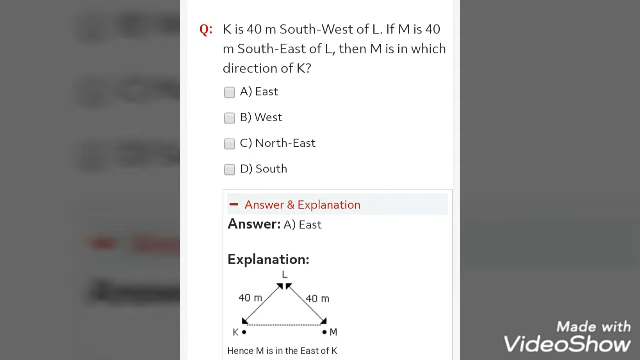 Q: K is 40 m South-West of L. If M is 40
m South-East of L, then M is in which
direction of K?
A) East
B) West
C) North-East
D) South
Answer & Explanation
Answer: A) East
Explanation:
L
40 m 40 m
K M
Hence M is in the East of K
Made with
VideoShow